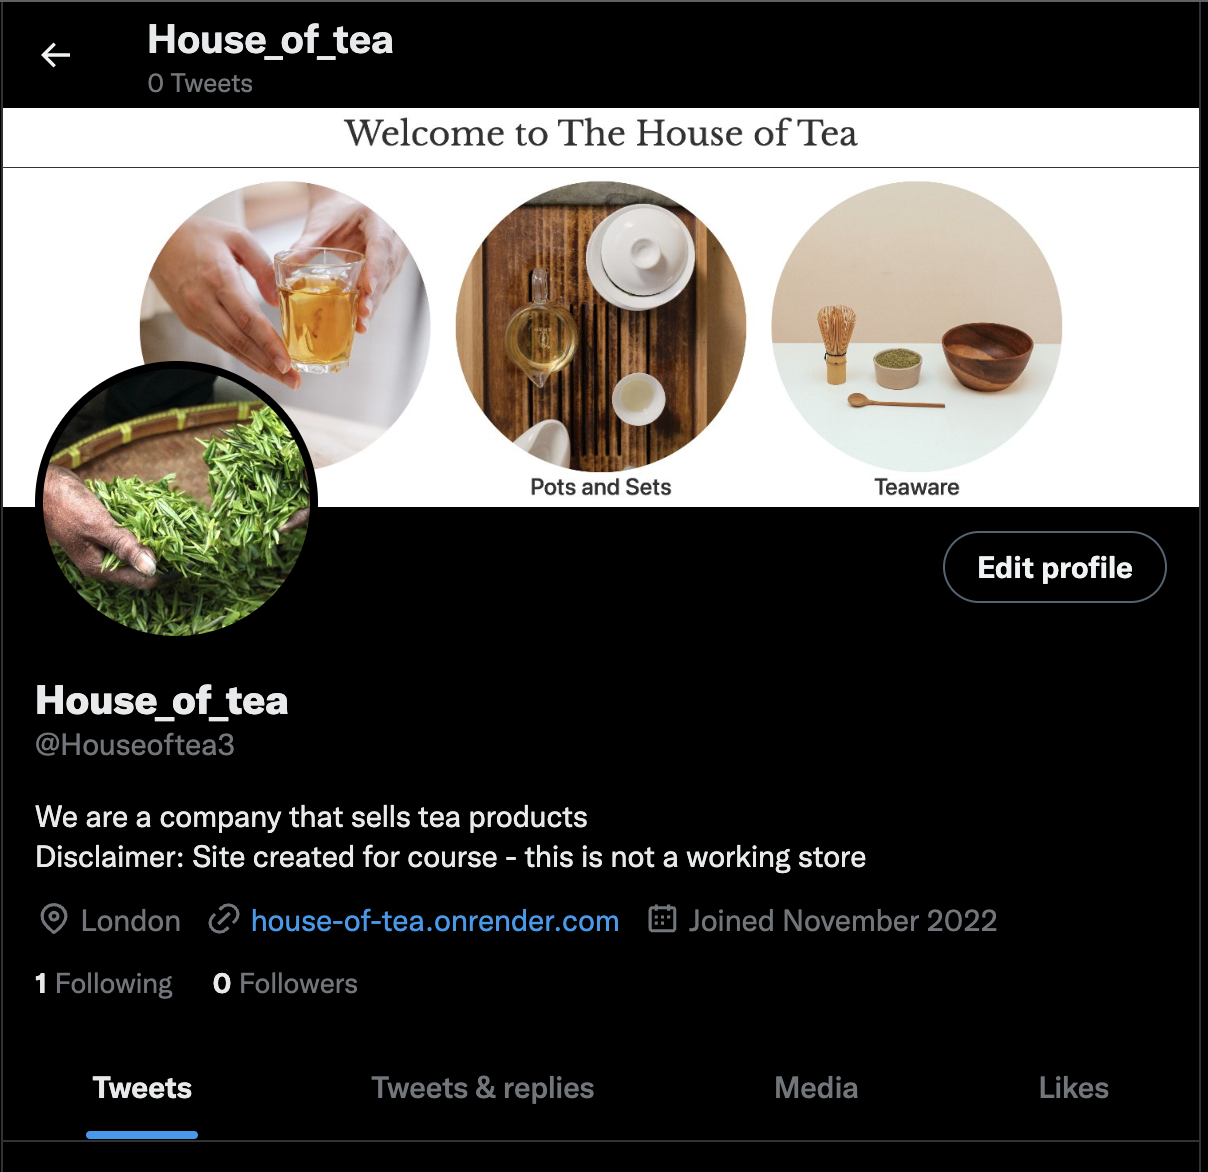 House_of_tea
0 Tweets
Welcome to The House of Tea
Pots and Sets
Teaware
Edit profile
House_of_tea
@Houseoftea3
We are a company that sells tea products
Disclaimer: Site created for course - this is not a working store
London house-of-tea.onrender.com Joined November 2022
1 Following 0 Followers
Tweets Tweets & replies Media Likes